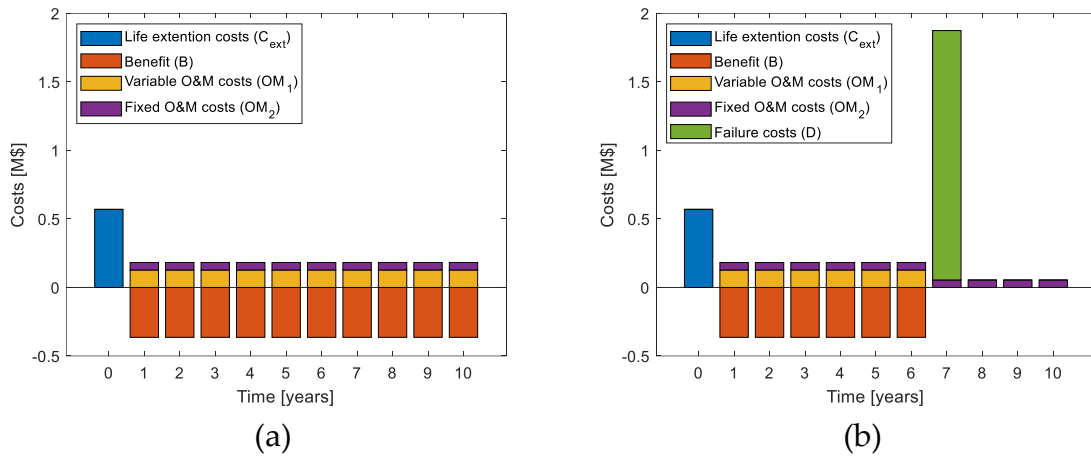 2
1.5
1
0.5
0
-0.5
Costs [M$]
Life extention costs (C_ext)
Benefit (B)
Variable O&M costs (OM_1)
Fixed O&M costs (OM_2)
0 1 2 3 4 5 6 7 8 9 10
Time [years]
(a)
2
1.5
1
0.5
0
-0.5
Costs [M$]
Life extention costs (C_ext)
Benefit (B)
Variable O&M costs (OM_1)
Fixed O&M costs (OM_2)
Failure costs (D)
0 1 2 3 4 5 6 7 8 9 10
Time [years]
(b)